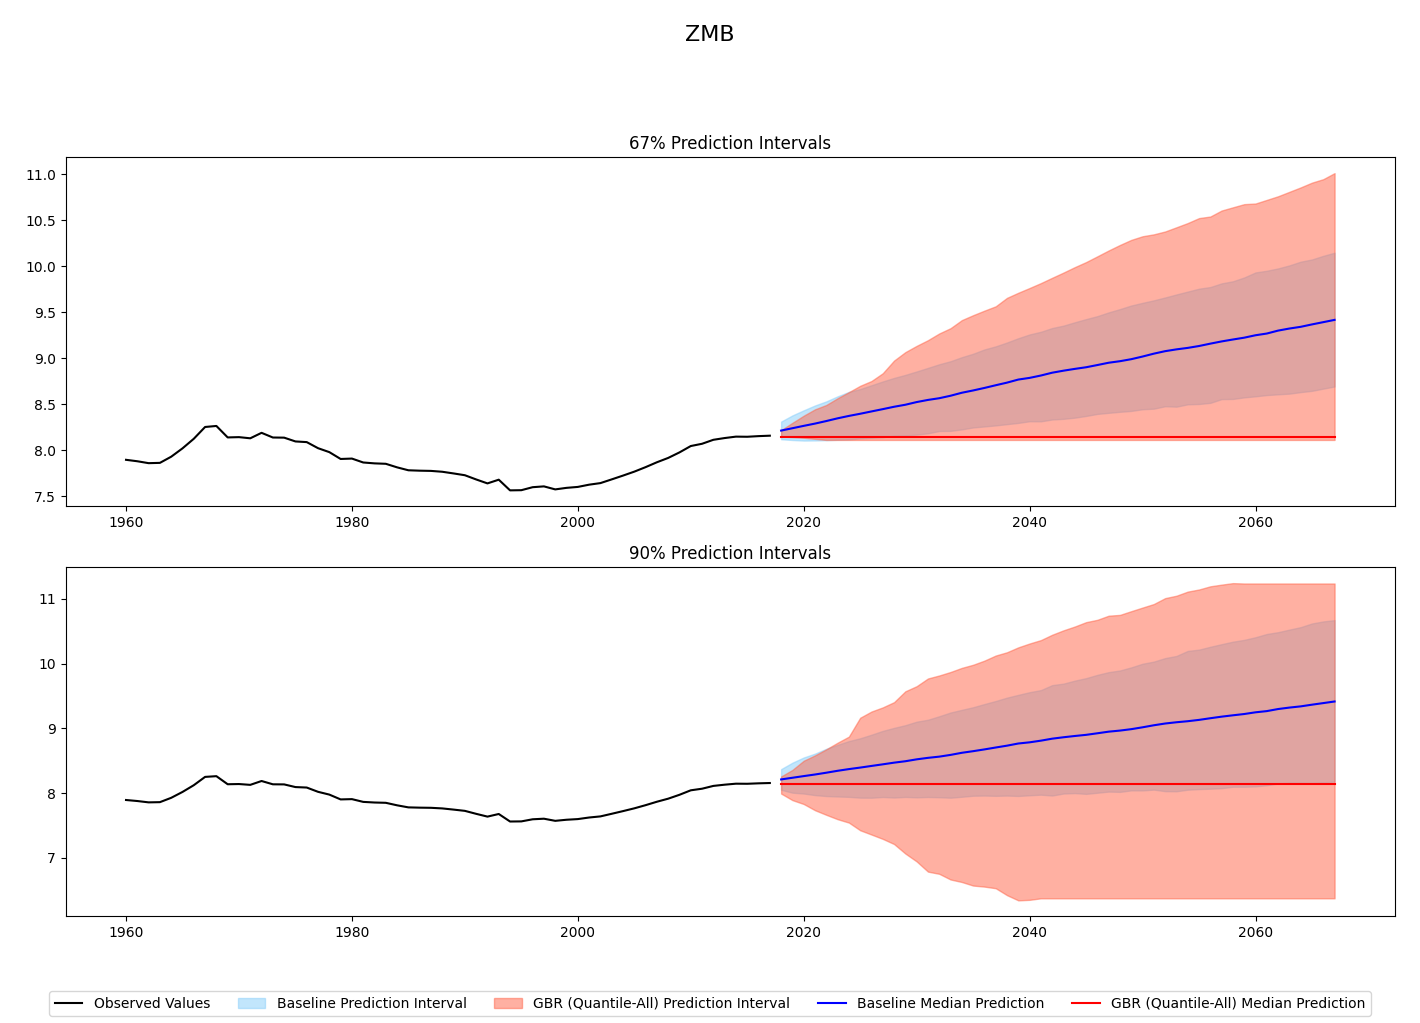 ZMB
67% Prediction Intervals
11.0
10.5
10.0
9.5
9.0
8.5
8.0
7.5
1960 1980 2000 2020 2040 2060
90% Prediction Intervals
11
10
9
8
7
1960 1980 2000 2020 2040 2060
Observed Values Baseline Prediction Interval GBR (Quantile-All) Prediction Interval Baseline Median Prediction GBR (Quantile-All) Median Prediction